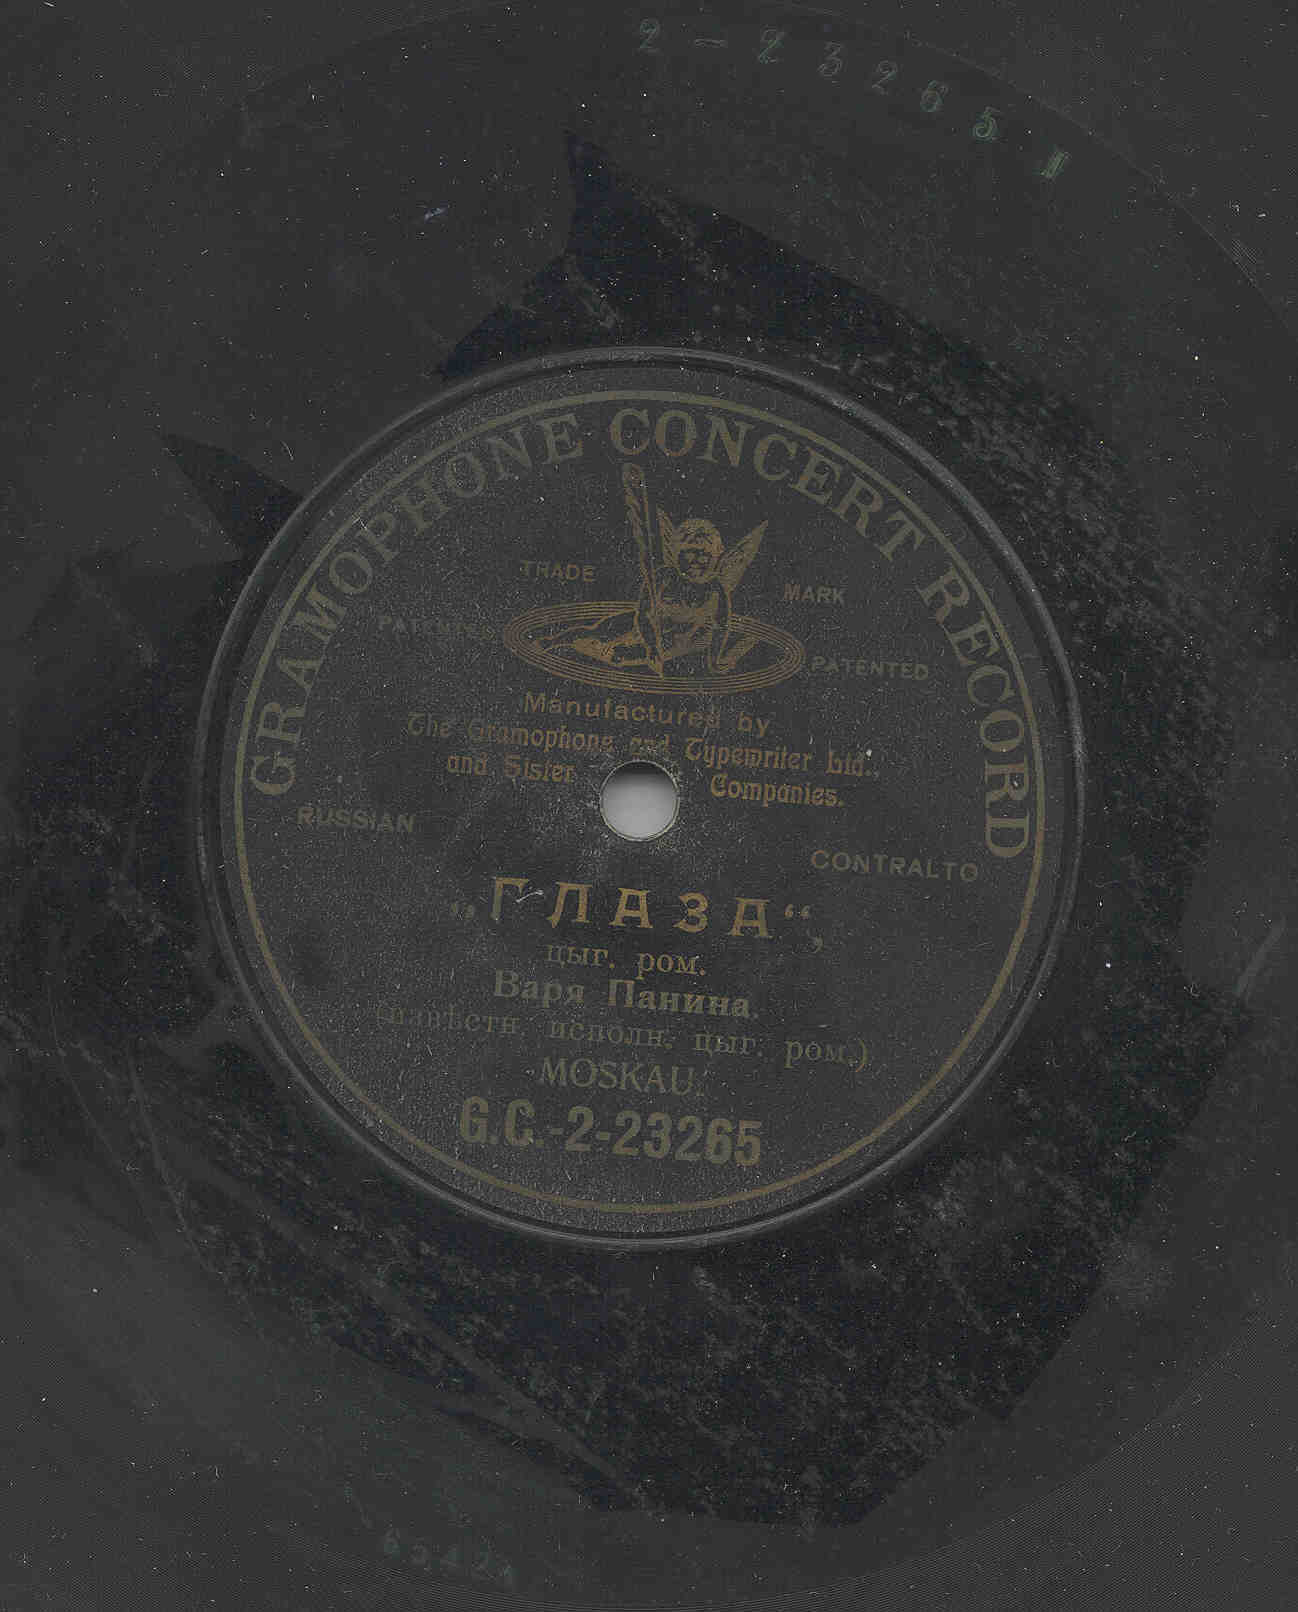 2-23265
GRAMOPHONE CONCERT RECORD
TRADE MARK
PATENTED PATENTED
Manufactured by
The Gramophone and Typewriter Ltd.,
and Sister Companies.
RUSSIAN
CONTRALTO
„ГЛАЗА“,
цыг. ром.
Варя Панина.
(извѣстн. исполн. цыг. ром.)
MOSKAU.
G.C.-2-23265